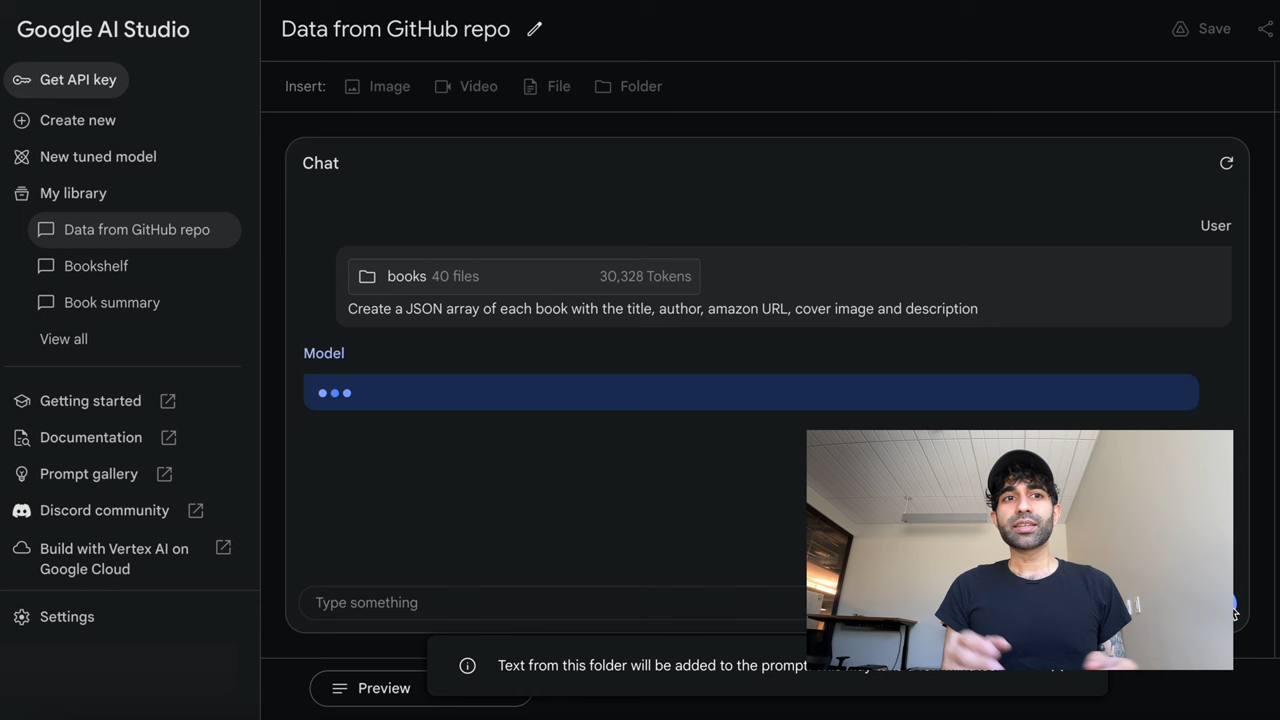 Google AI Studio
Get API key
Create new
New tuned model
My library
Data from GitHub repo
Bookshelf
Book summary
View all
Getting started
Documentation
Prompt gallery
Discord community
Build with Vertex AI on
Google Cloud
Settings
Data from GitHub repo
Save
Insert: Image Video File Folder
Chat
User
books 40 files 30,328 Tokens
Create a JSON array of each book with the title, author, amazon URL, cover image and description
Model
Type something
Text from this folder will be added to the prompt
Preview